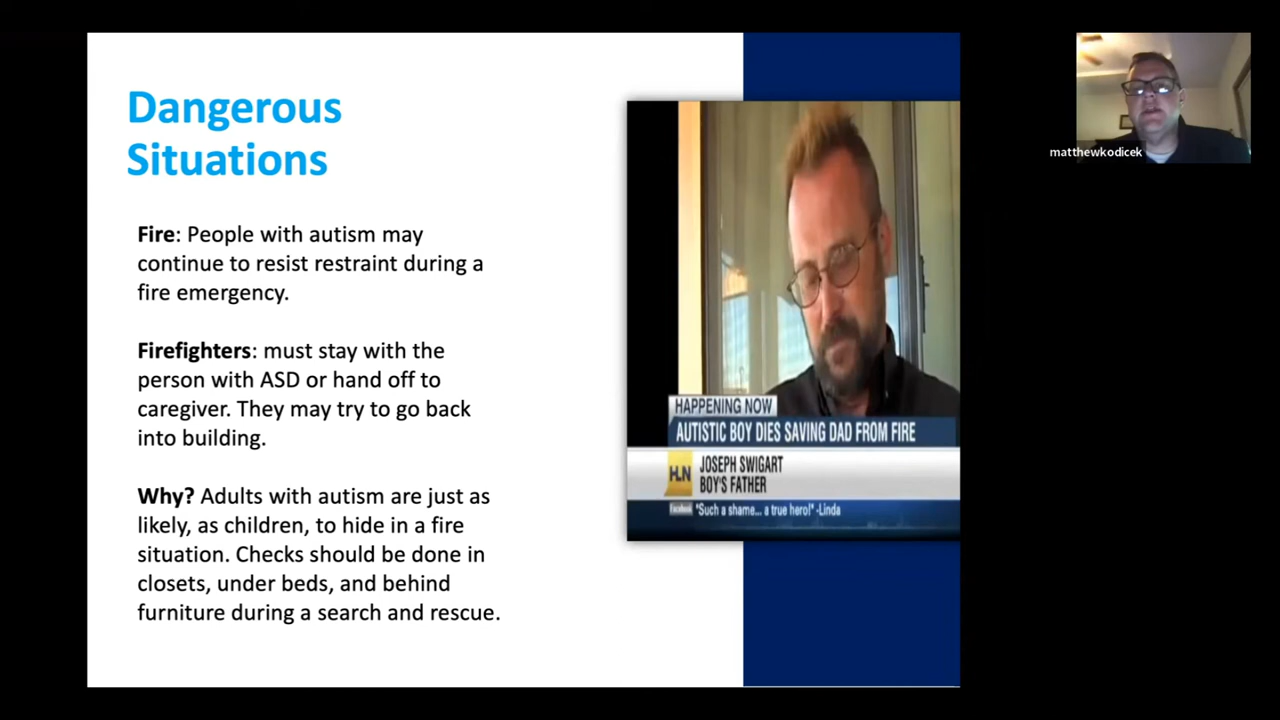 Dangerous
Situations
Fire: People with autism may
continue to resist restraint during a
fire emergency.
Firefighters: must stay with the
person with ASD or hand off to
caregiver. They may try to go back
into building.
Why? Adults with autism are just as
likely, as children, to hide in a fire
situation. Checks should be done in
closets, under beds, and behind
furniture during a search and rescue.
HAPPENING NOW
AUTISTIC BOY DIES SAVING DAD FROM FIRE
HLN
JOSEPH SWIGART
BOY'S FATHER
Facebook "Such a shame... a true hero!" -Linda
matthewkodicek